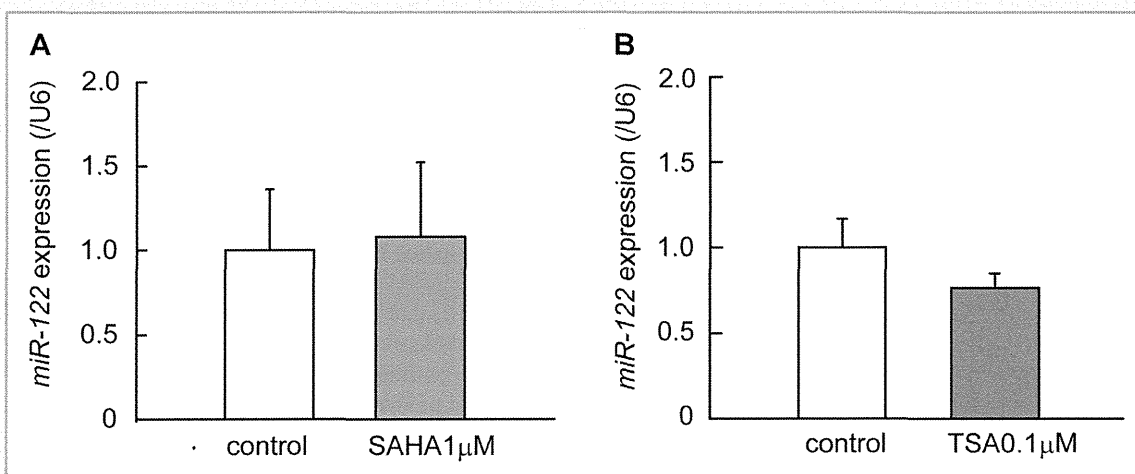 A
miR-122 expression (/U6)
2.0
1.5
1.0
0.5
0
control SAHA1μM
B
miR-122 expression (/U6)
2.0
1.5
1.0
0.5
0
control TSA0.1μM